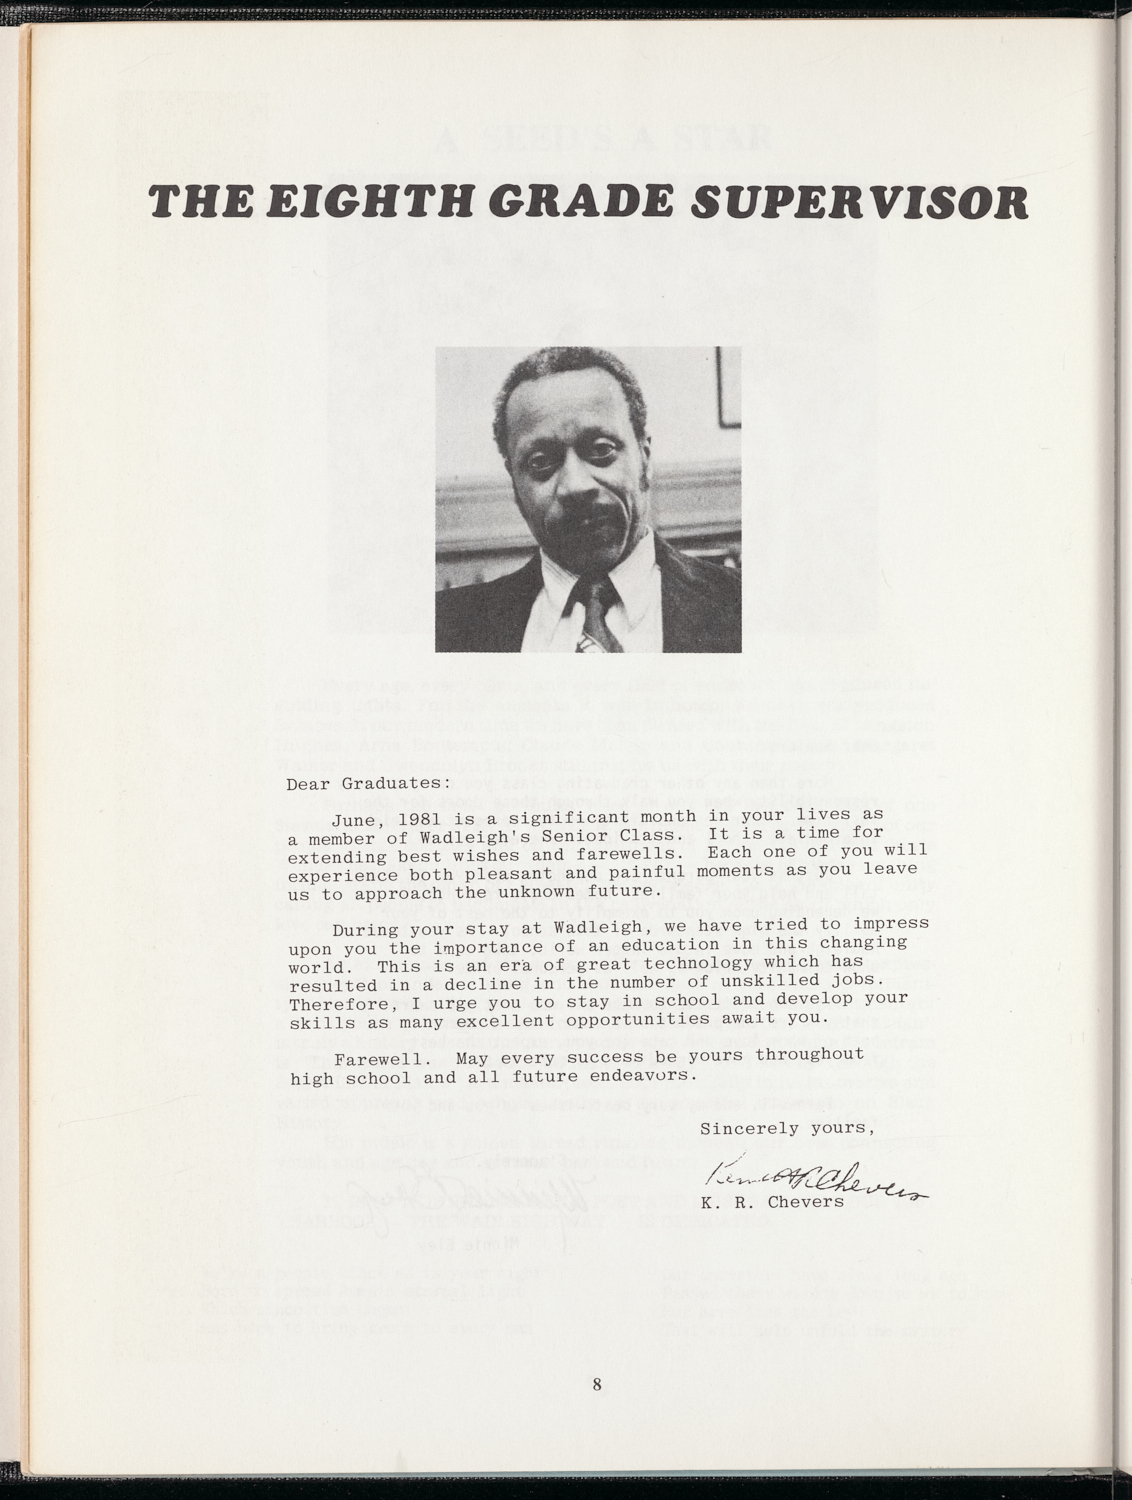 THE EIGHTH GRADE SUPERVISOR
Dear Graduates:
June, 1981 is a significant month in your lives as
a member of Wadleigh's Senior Class. It is a time for
extending best wishes and farewells. Each one of you will
experience both pleasant and painful moments as you leave
us to approach the unknown future.
During your stay at Wadleigh, we have tried to impress
upon you the importance of an education in this changing
world. This is an era of great technology which has
resulted in a decline in the number of unskilled jobs.
Therefore, I urge you to stay in school and develop your
skills as many excellent opportunities await you.
Farewell. May every success be yours throughout
high school and all future endeavors.
Sincerely yours,
Kenneth R Chevers
K. R. Chevers
8